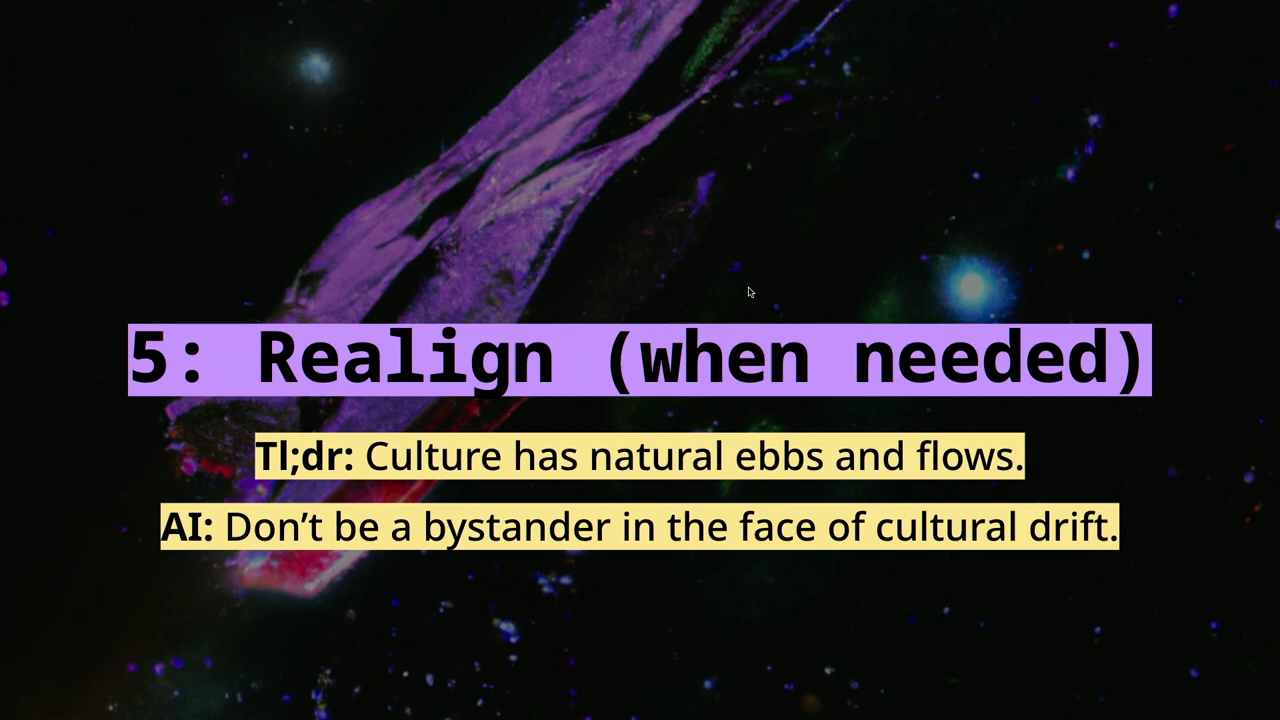 5: Realign (when needed)
Tl;dr: Culture has natural ebbs and flows.
AI: Don’t be a bystander in the face of cultural drift.